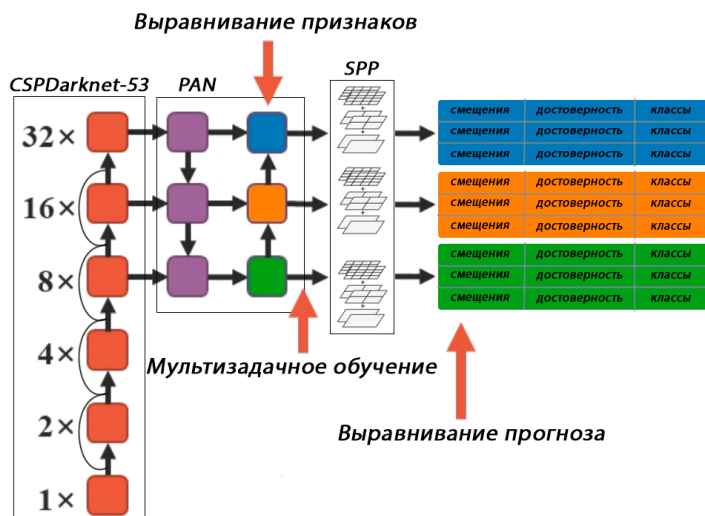 Выравнивание признаков
CSPDarknet-53
PAN
SPP
32×
16×
8×
4×
2×
1×
смещения достоверность классы
смещения достоверность классы
смещения достоверность классы
смещения достоверность классы
смещения достоверность классы
смещения достоверность классы
смещения достоверность классы
смещения достоверность классы
смещения достоверность классы
Мультизадачное обучение
Выравнивание прогноза